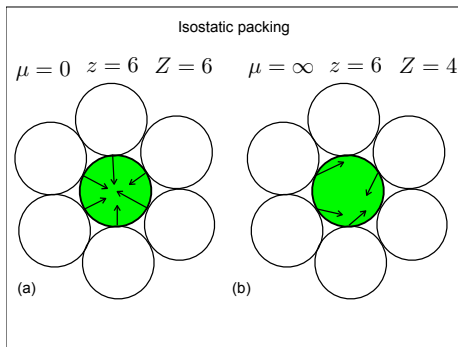 Isostatic packing
μ = 0 z = 6 Z = 6 μ = ∞ z = 6 Z = 4
(a) (b)